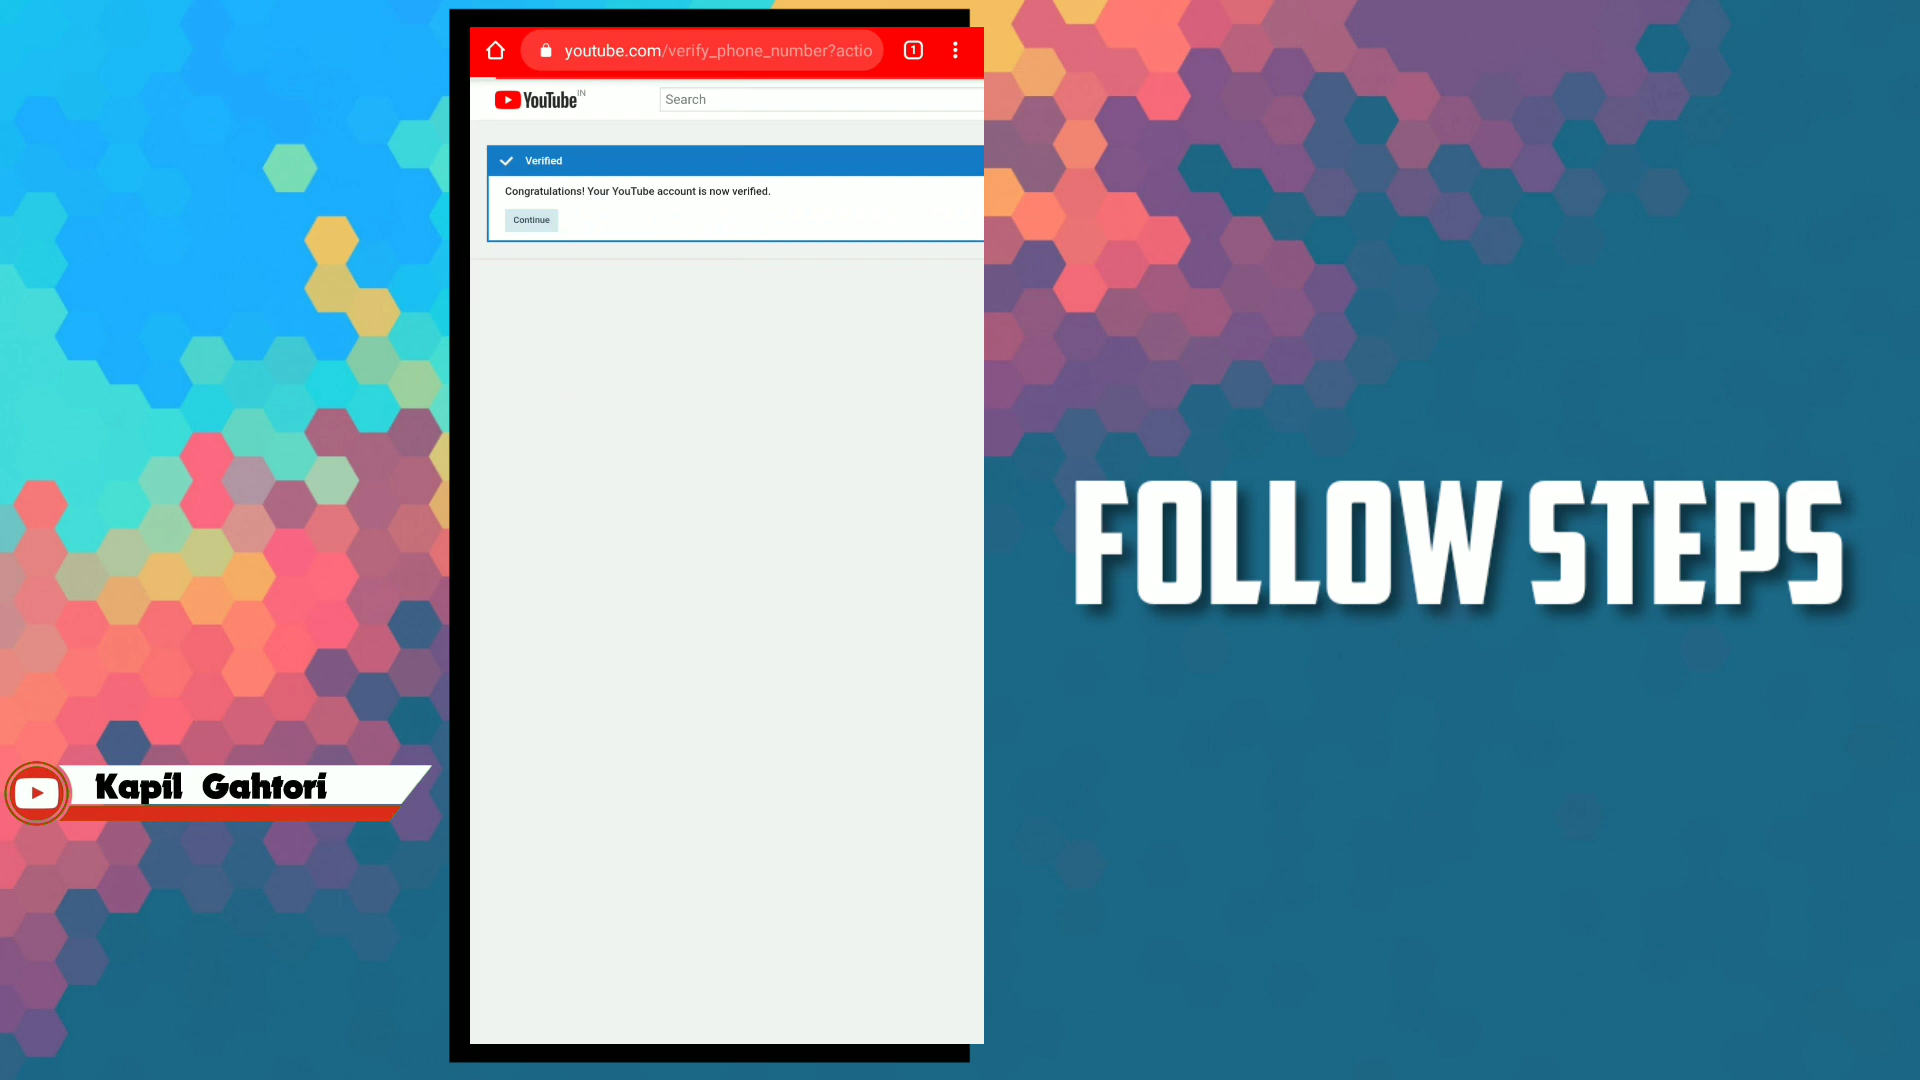 youtube.com/verify_phone_number?actio
1
YouTube IN
Search
Verified
Congratulations! Your YouTube account is now verified.
Continue
FOLLOW STEPS
Kapil Gahtori